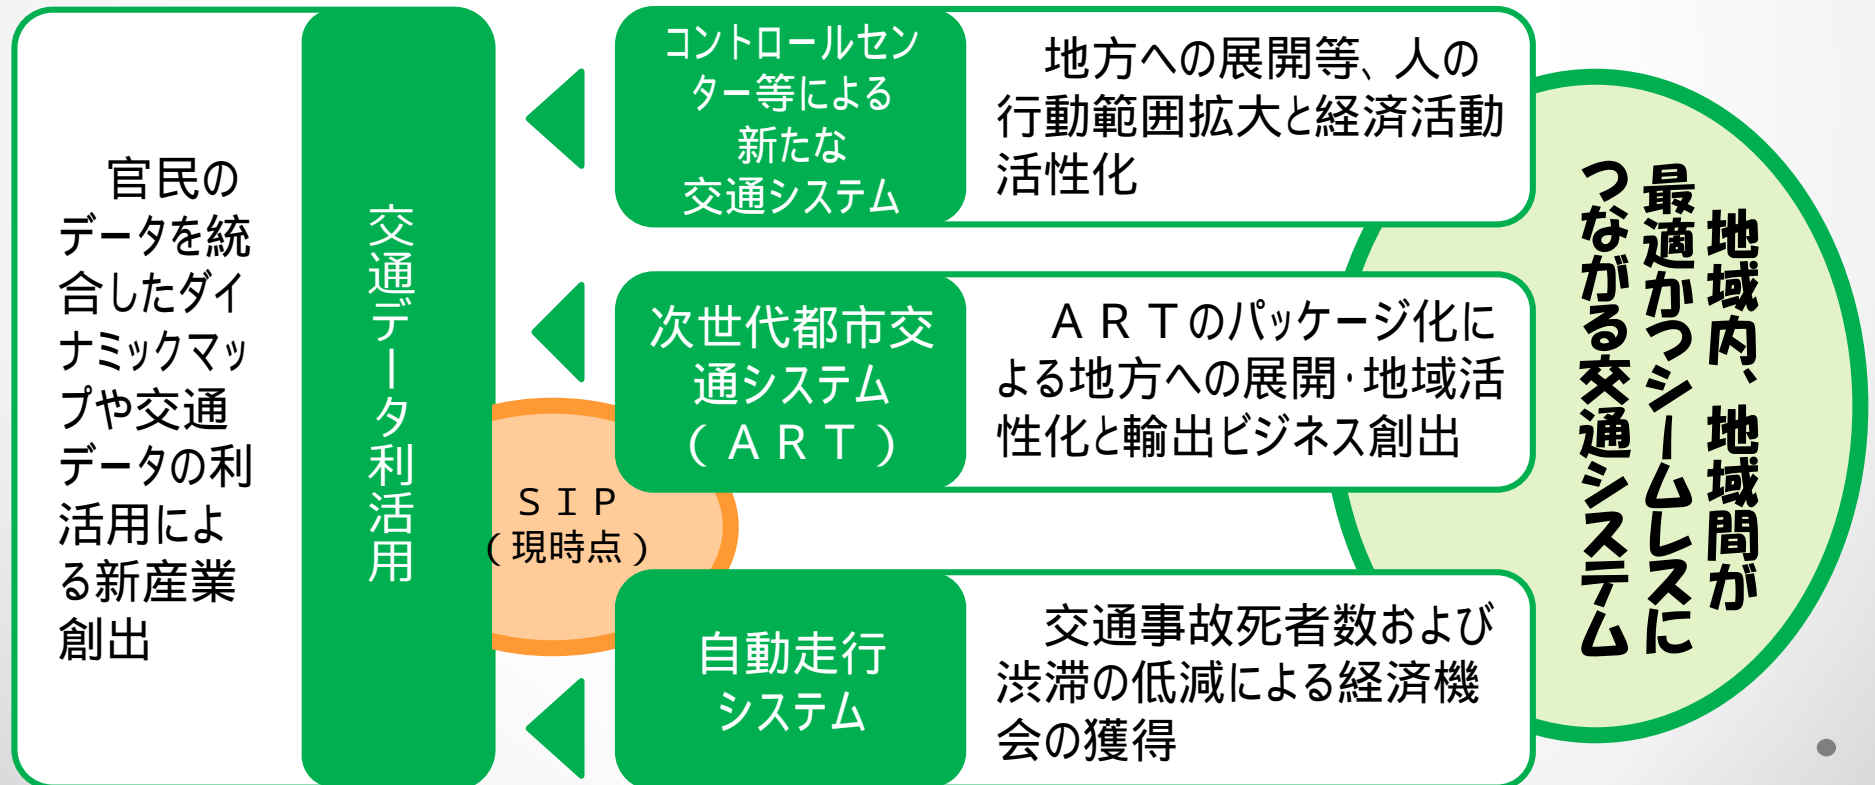 官民の
データを統
合したダイ
ナミックマッ
プや交通
データの利
活用によ
る新産業
創出
交通データ利活用
コントロールセン
ター等による
新たな
交通システム
地方への展開等、人の
行動範囲拡大と経済活動
活性化
次世代都市交
通システム
(ＡＲＴ)
ＡＲＴのパッケージ化に
よる地方への展開・地域活
性化と輸出ビジネス創出
ＳＩＰ
(現時点)
自動走行
システム
交通事故死者数および
渋滞の低減による経済機
会の獲得
地域内、地域間が
最適かつシームレスに
つながる交通システム